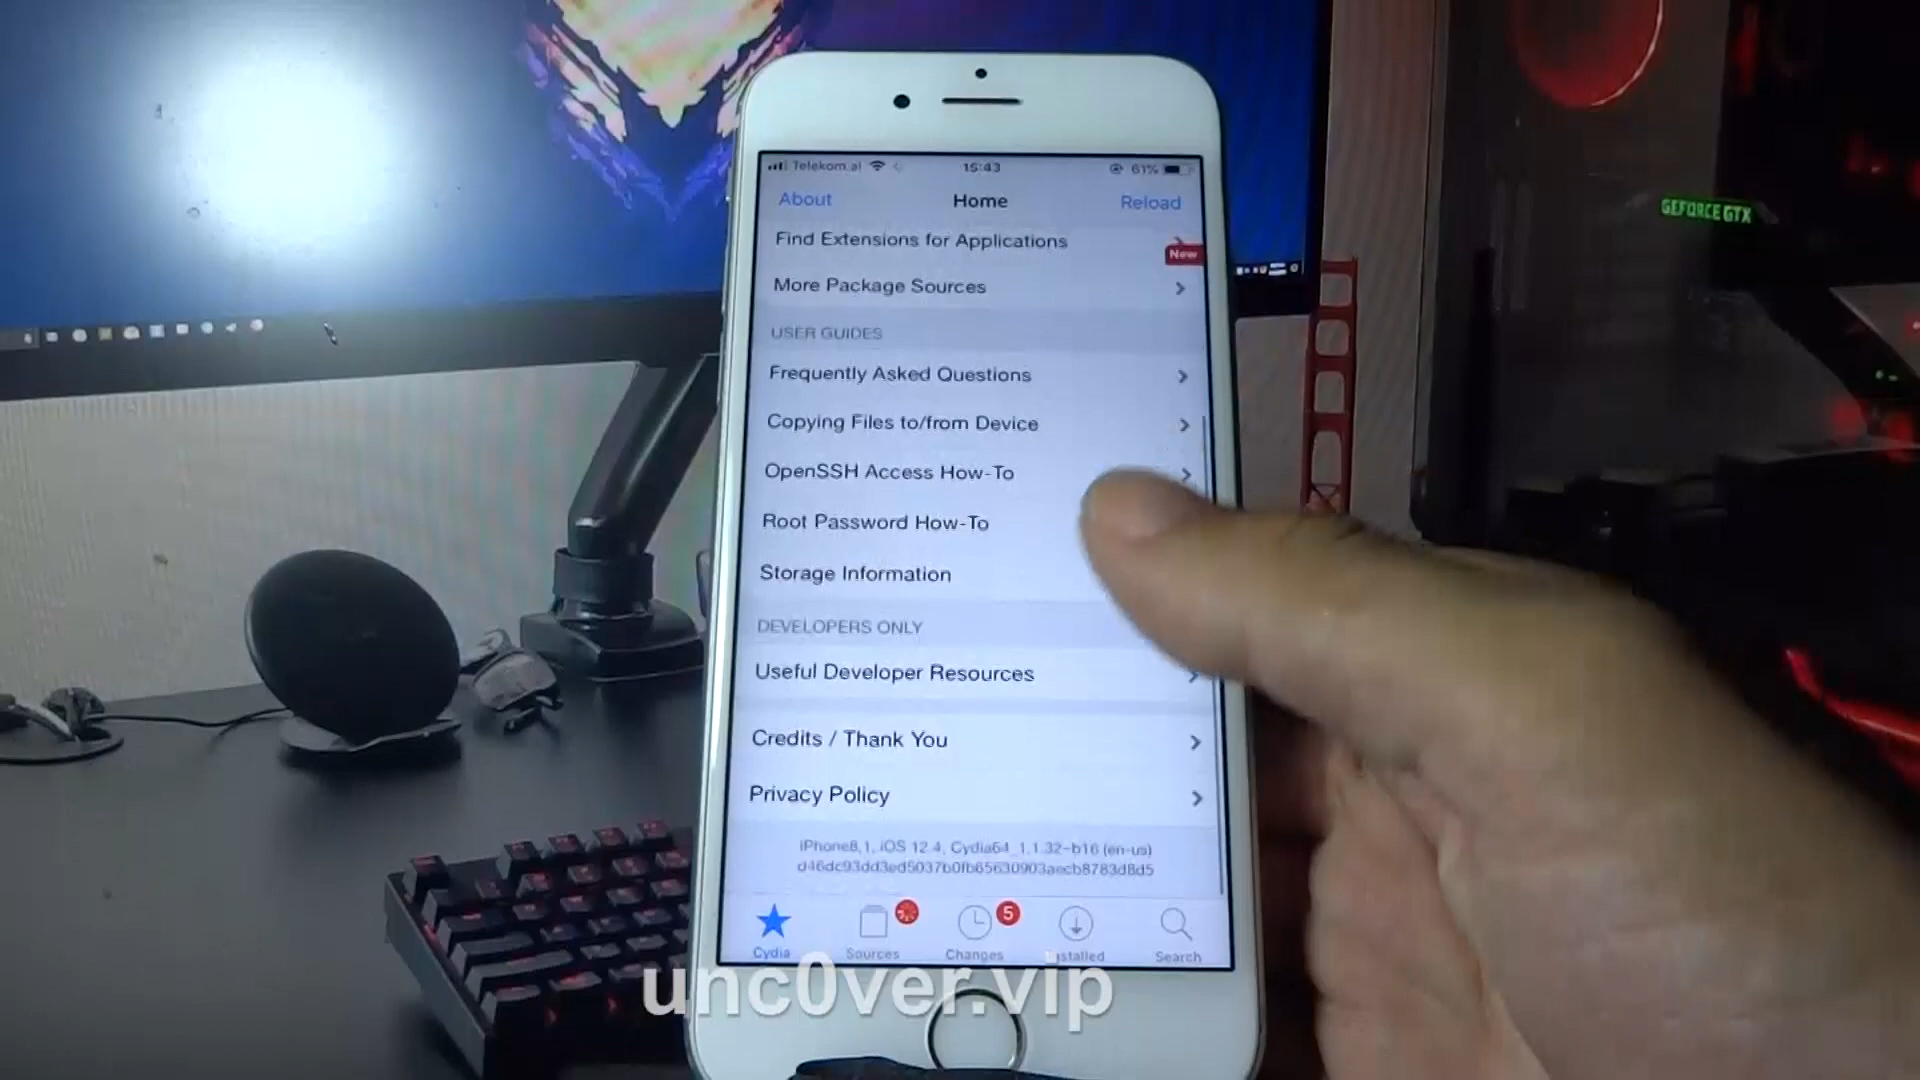 Telekom.al 15:43 61%
About Home Reload
Find Extensions for Applications
New
More Package Sources
USER GUIDES
Frequently Asked Questions
Copying Files to/from Device
OpenSSH Access How-To
Root Password How-To
Storage Information
DEVELOPERS ONLY
Useful Developer Resources
Credits / Thank You
Privacy Policy
iPhone8,1, iOS 12.4, Cydia64_1.1.32~b16 (en-us)
d46dc93dd3ed5037b0fb65630903aecb8783d8d5
5
Cydia Sources Changes Installed Search
unc0ver.vip
GEFORCE GTX